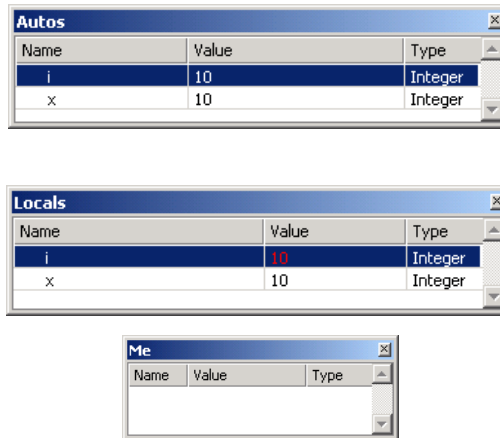 Autos
Name Value Type
i 10 Integer
x 10 Integer
Locals
Name Value Type
i 10 Integer
x 10 Integer
Me
Name Value Type